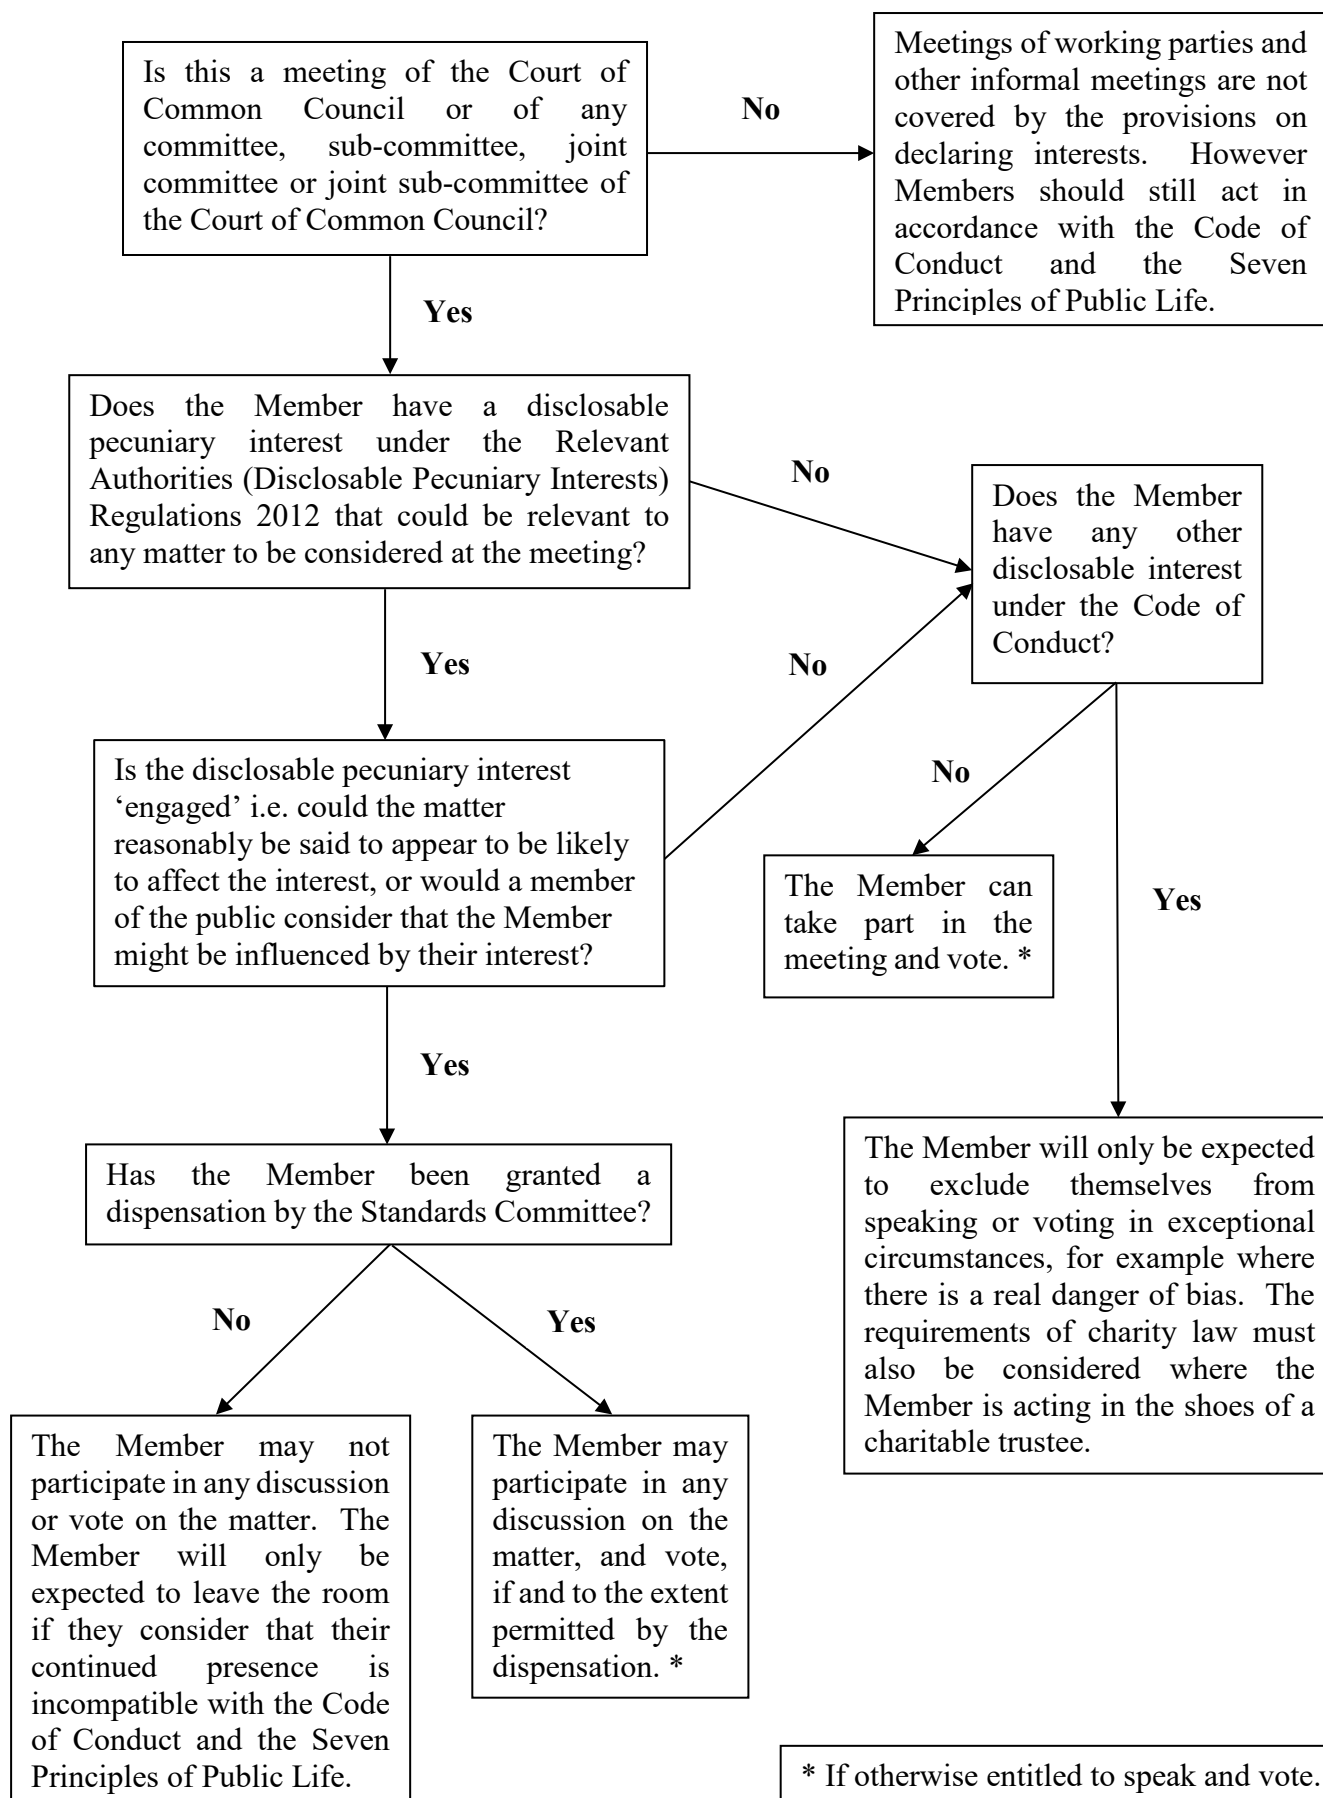 Is this a meeting of the Court of
Common Council or of any
committee, sub-committee, joint
committee or joint sub-committee of
the Court of Common Council?
No
Meetings of working parties and
other informal meetings are not
covered by the provisions on
declaring interests. However
Members should still act in
accordance with the Code of
Conduct and the Seven
Principles of Public Life.
Yes
Does the Member have a disclosable
pecuniary interest under the Relevant
Authorities (Disclosable Pecuniary Interests)
Regulations 2012 that could be relevant to
any matter to be considered at the meeting?
No
Does the Member
have any other
disclosable interest
under the Code of
Conduct?
Yes
No
Is the disclosable pecuniary interest
‘engaged’ i.e. could the matter
reasonably be said to appear to be likely
to affect the interest, or would a member
of the public consider that the Member
might be influenced by their interest?
No
The Member can
take part in the
meeting and vote. *
Yes
Yes
Has the Member been granted a
dispensation by the Standards Committee?
The Member will only be expected
to exclude themselves from
speaking or voting in exceptional
circumstances, for example where
there is a real danger of bias. The
requirements of charity law must
also be considered where the
Member is acting in the shoes of a
charitable trustee.
No
Yes
The Member may not
participate in any discussion
or vote on the matter. The
Member will only be
expected to leave the room
if they consider that their
continued presence is
incompatible with the Code
of Conduct and the Seven
Principles of Public Life.
The Member may
participate in any
discussion on the
matter, and vote,
if and to the extent
permitted by the
dispensation. *
* If otherwise entitled to speak and vote.